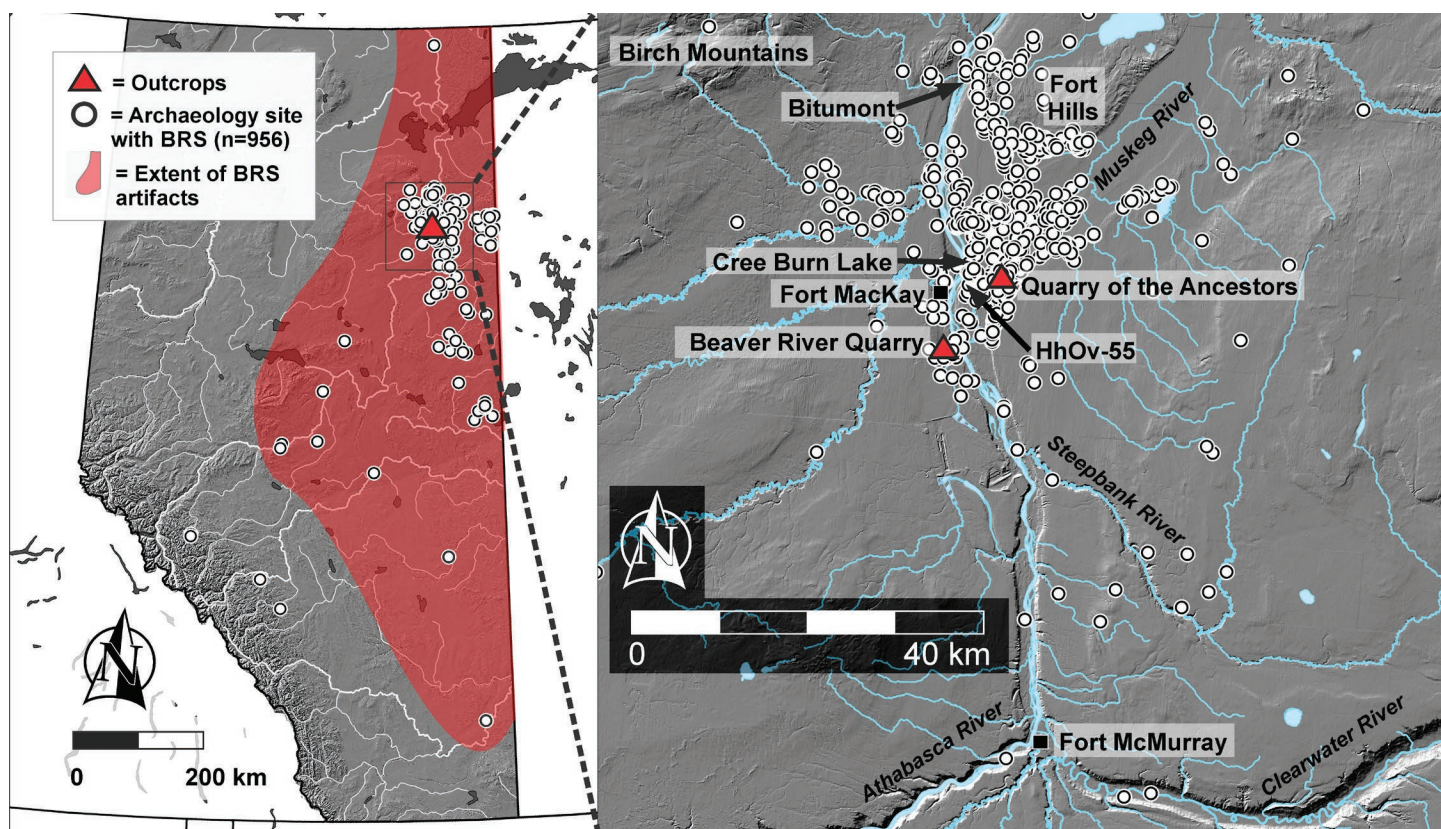 = Outcrops
= Archaeology site
with BRS (n=956)
= Extent of BRS
artifacts
N
0
200 km
Birch Mountains
Bitumont
Fort
Hills
Muskeg River
Cree Burn Lake
Fort MacKay
Quarry of the Ancestors
Beaver River Quarry
HhOv-55
Steepbank River
N
0
40 km
Athabasca River
Fort McMurray
Clearwater River